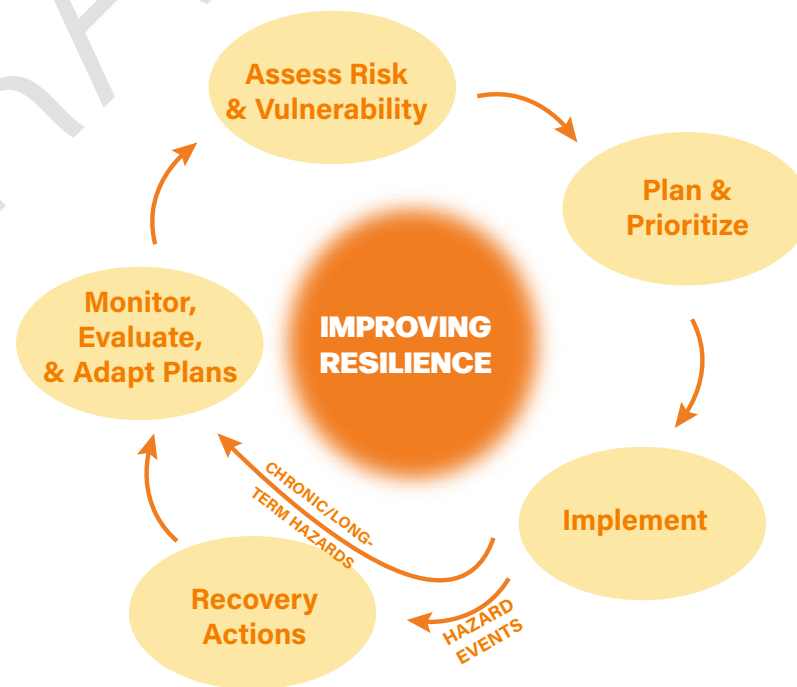 Assess Risk
& Vulnerability
Plan &
Prioritize
IMPROVING
RESILIENCE
Monitor,
Evaluate,
& Adapt Plans
Implement
CHRONIC/LONG-
TERM HAZARDS
HAZARD
EVENTS
Recovery
Actions